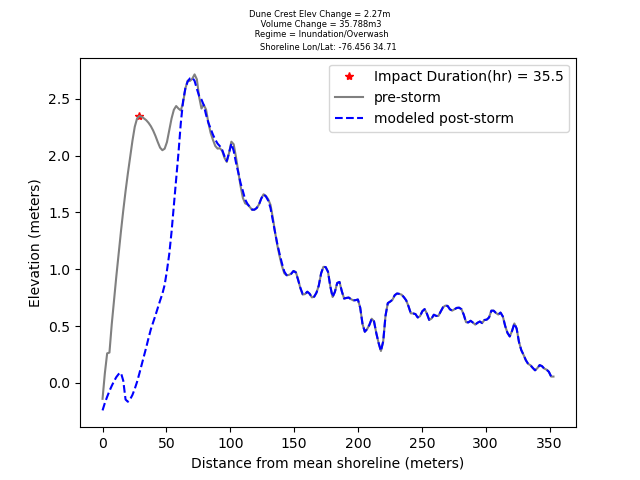 Dune Crest Elev Change = 2.27m
Volume Change = 35.788m3
Regime = Inundation/Overwash
Shoreline Lon/Lat: -76.456 34.71
Impact Duration(hr) = 35.5
pre-storm
modeled post-storm
Elevation (meters)
2.5
2.0
1.5
1.0
0.5
0.0
0 50 100 150 200 250 300 350
Distance from mean shoreline (meters)